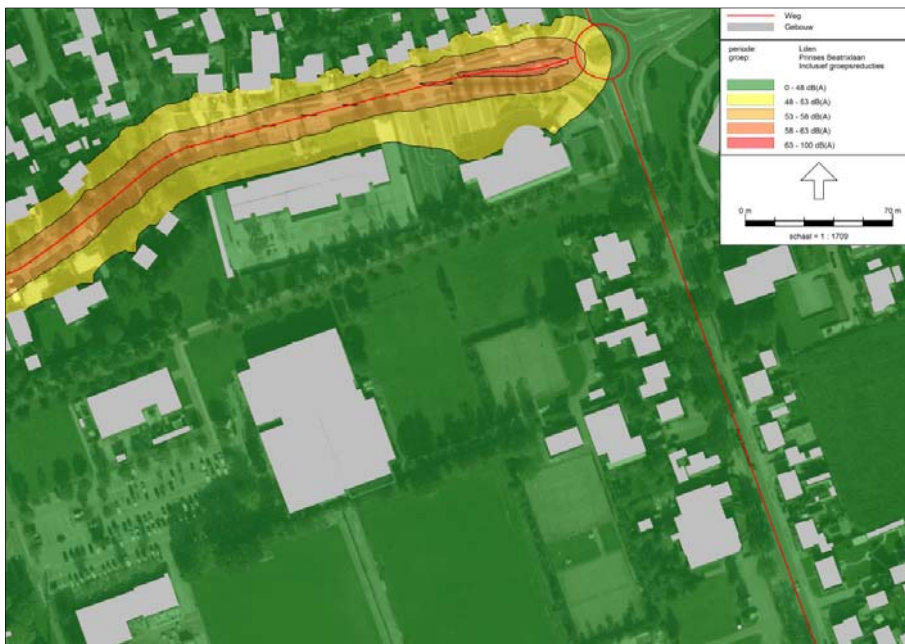 Weg
Gebouw
periode: Lden
groep: Prinses Beatrixlaan
Inclusief groepsreducties
0 - 48 dB(A)
48 - 53 dB(A)
53 - 58 dB(A)
58 - 63 dB(A)
63 - 100 dB(A)
0 m 70 m
schaal = 1 : 1709